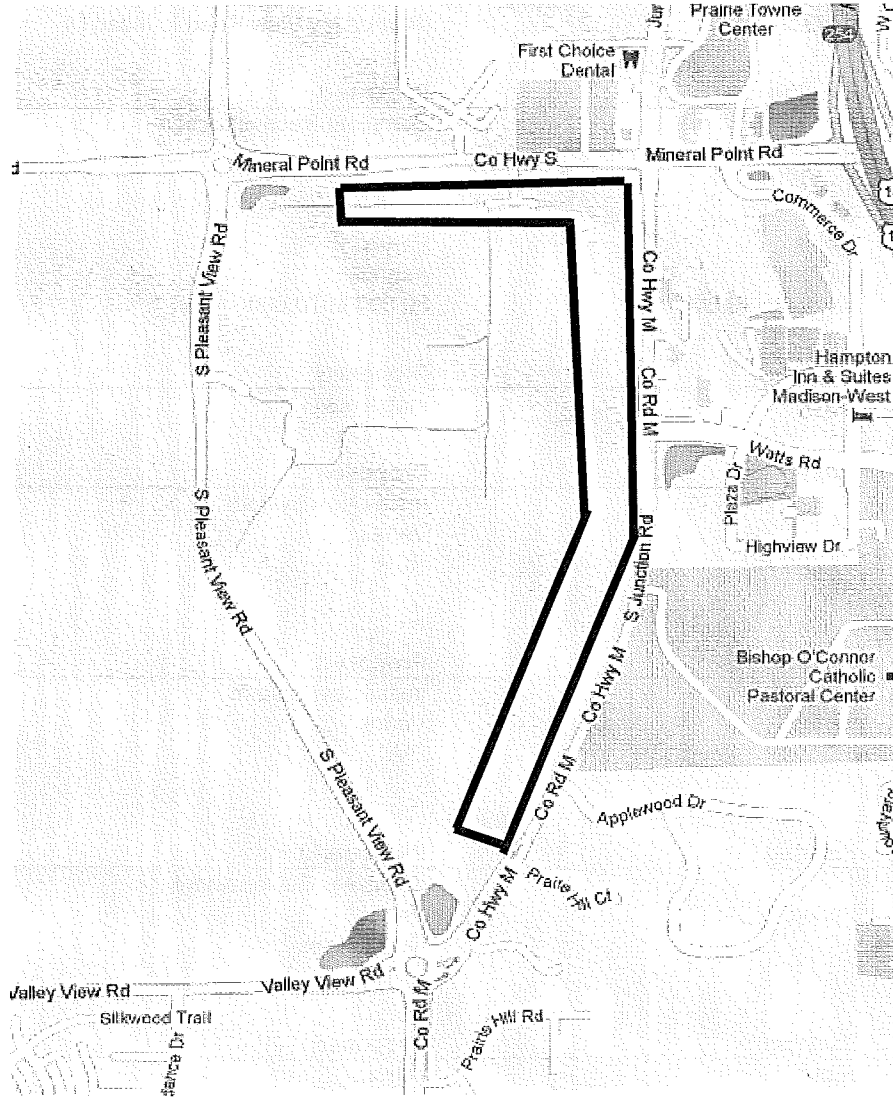 Prairie Towne
Center
254
First Choice
Dental
Mineral Point Rd
Co Hwy S
Mineral Point Rd
Commerce Dr
S Pleasant View Rd
Co Hwy M
Hampton
Inn & Suites
Madison-West
Co Rd M
Watts Rd
Plaza Dr
S Pleasant View Rd
Highview Dr
S Junction Rd
Bishop O'Connor
Catholic
Pastoral Center
Co Hwy M
S Pleasant View Rd
Co Rd M
Applewood Dr
Co Hwy M
Prairie Hill Ct
Valley View Rd
Valley View Rd
Co Rd M
Silkwood Trail
Prairie Hill Rd